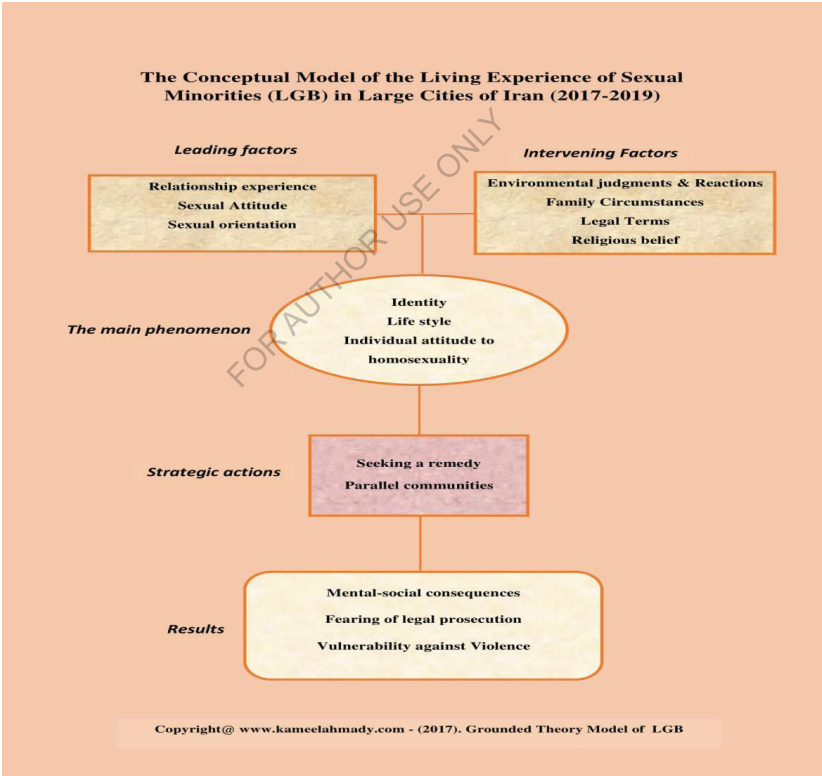 The Conceptual Model of the Living Experience of Sexual
Minorities (LGB) in Large Cities of Iran (2017-2019)
Leading factors
Intervening Factors
Relationship experience
Sexual Attitude
Sexual orientation
Environmental judgments & Reactions
Family Circumstances
Legal Terms
Religious belief
FOR AUTHOR USE ONLY
The main phenomenon
Identity
Life style
Individual attitude to
homosexuality
Strategic actions
Seeking a remedy
Parallel communities
Results
Mental-social consequences
Fearing of legal prosecution
Vulnerability against Violence
Copyright@ www.kameelahmady.com - (2017). Grounded Theory Model of LGB